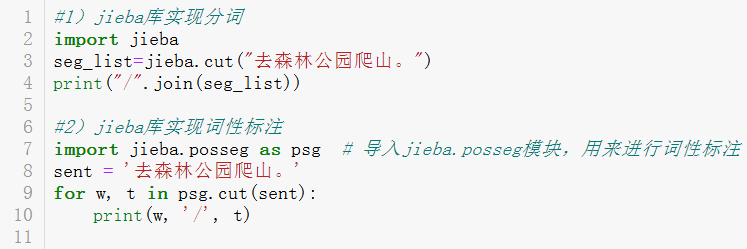 1 #1）jieba库实现分词
2 import jieba
3 seg_list=jieba.cut("去森林公园爬山。")
4 print("/".join(seg_list))
5
6 #2）jieba库实现词性标注
7 import jieba.posseg as psg  # 导入jieba.posseg模块，用来进行词性标注
8 sent = '去森林公园爬山。'
9 for w, t in psg.cut(sent):
10     print(w, '/', t)
11